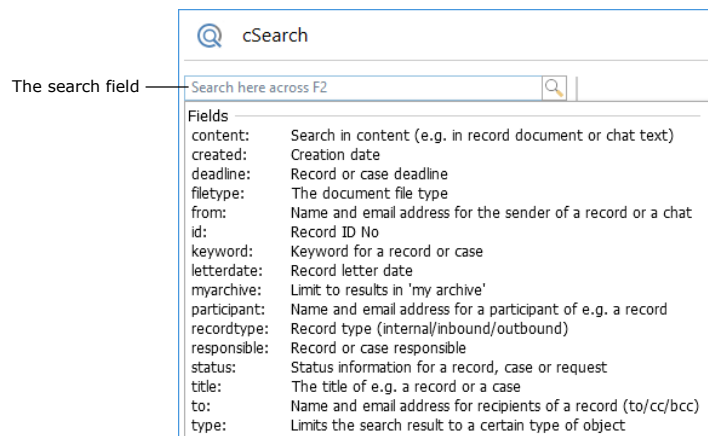 cSearch
The search field
Search here across F2
Fields
content: Search in content (e.g. in record document or chat text)
created: Creation date
deadline: Record or case deadline
filetype: The document file type
from: Name and email address for the sender of a record or a chat
id: Record ID No
keyword: Keyword for a record or case
letterdate: Record letter date
myarchive: Limit to results in 'my archive'
participant: Name and email address for a participant of e.g. a record
recordtype: Record type (internal/inbound/outbound)
responsible: Record or case responsible
status: Status information for a record, case or request
title: The title of e.g. a record or a case
to: Name and email address for recipients of a record (to/cc/bcc)
type: Limits the search result to a certain type of object